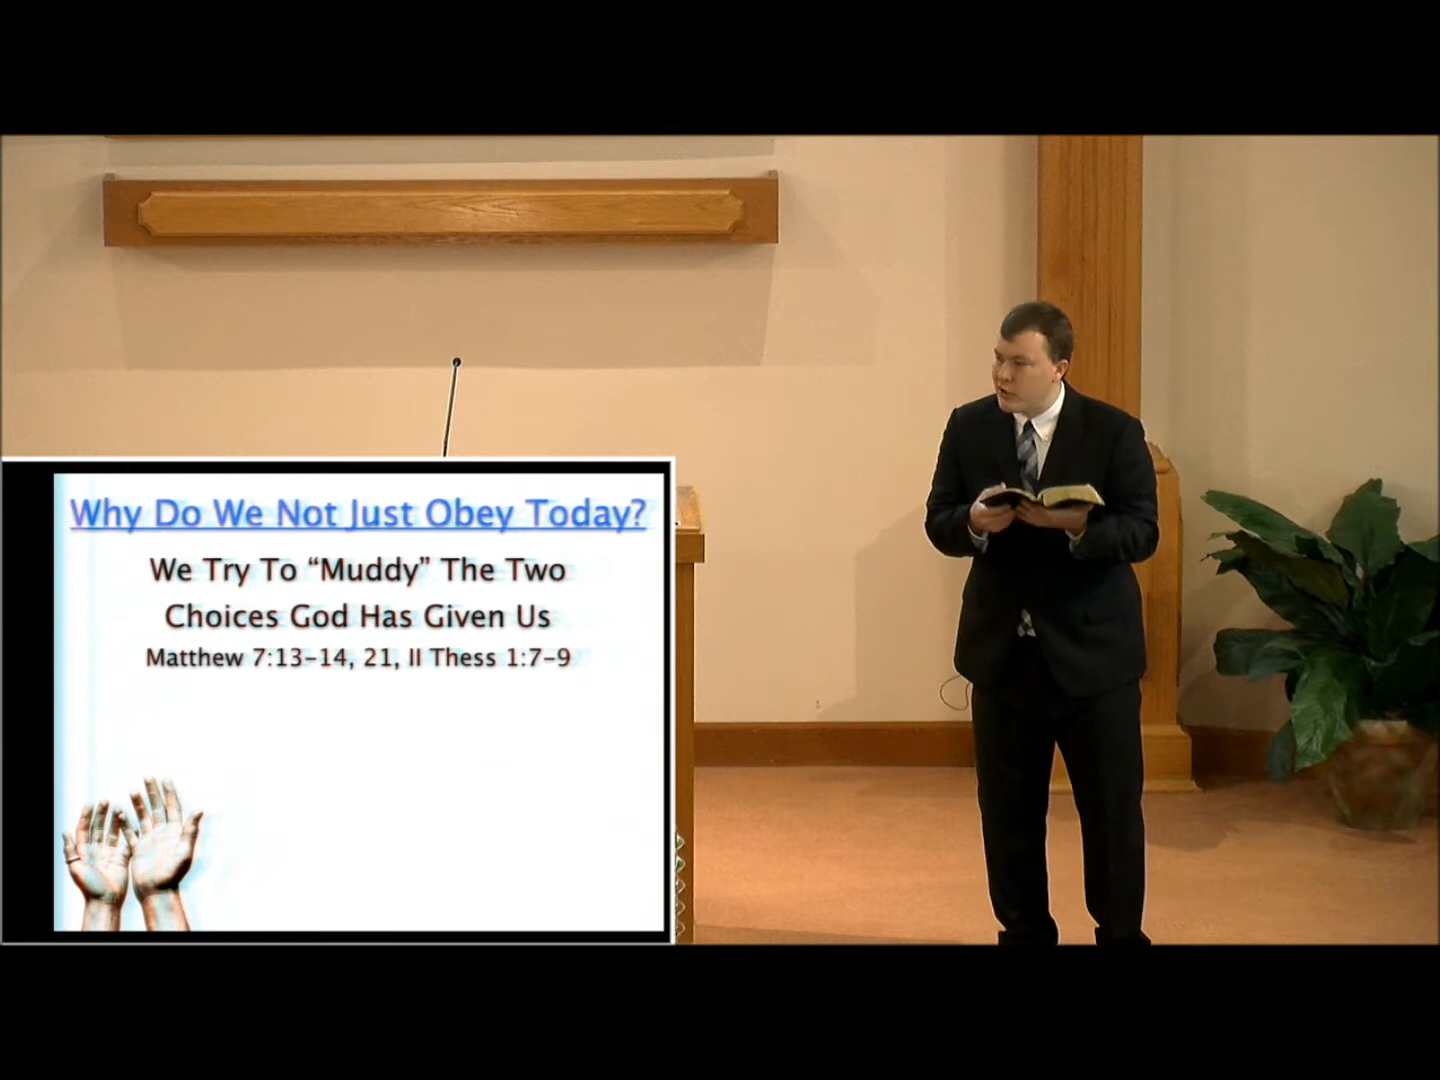 Why Do We Not Just Obey Today?
We Try To “Muddy” The Two
Choices God Has Given Us
Matthew 7:13-14, 21, II Thess 1:7-9